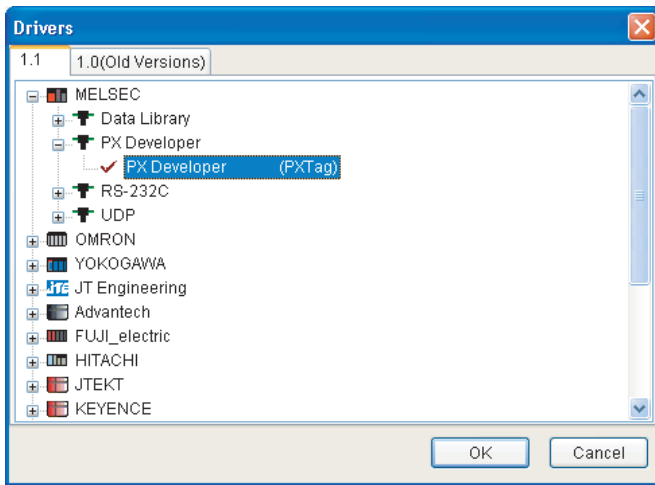 Drivers
1.1 1.0(Old Versions)
MELSEC
Data Library
PX Developer
PX Developer (PXTag)
RS-232C
UDP
OMRON
YOKOGAWA
JTE JT Engineering
Advantech
FUJI_electric
HITACHI
JTEKT
KEYENCE
OK Cancel